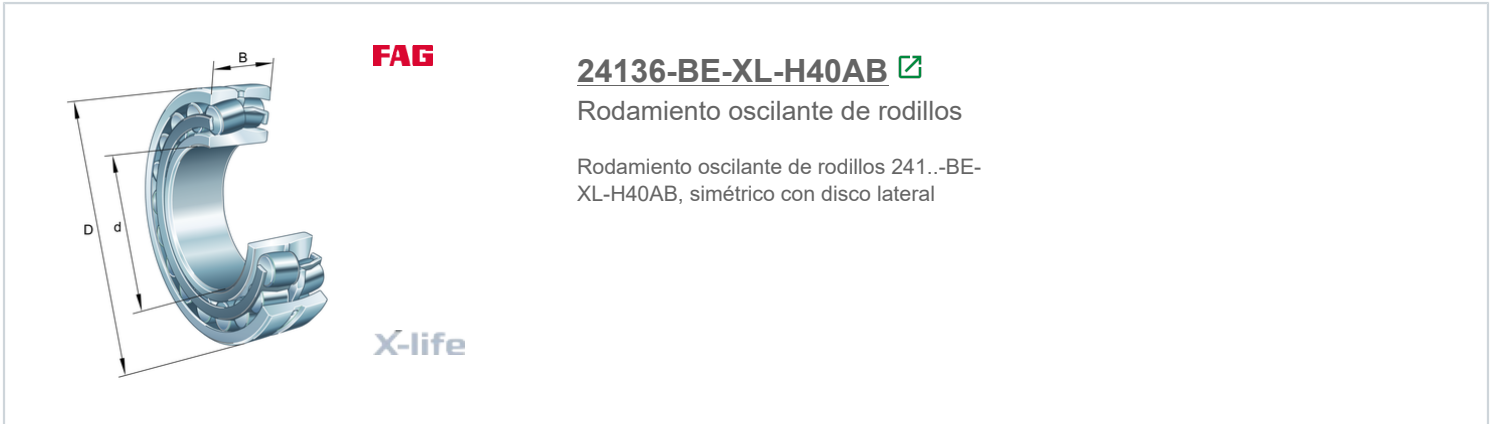 B
D
d
FAG
X-life
24136-BE-XL-H40AB
Rodamiento oscilante de rodillos
Rodamiento oscilante de rodillos 241..-BE-
XL-H40AB, simétrico con disco lateral